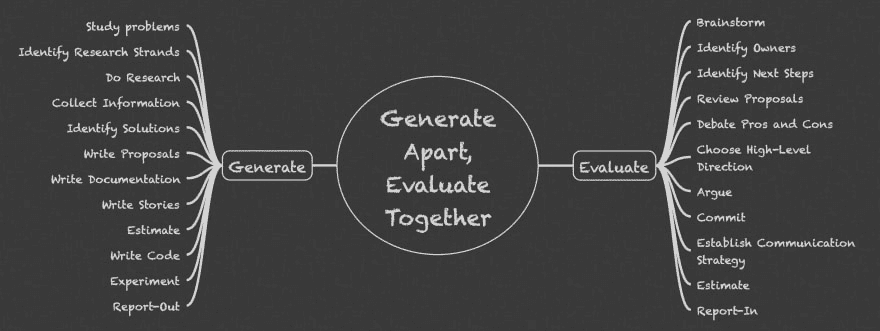 Study problems
Identify Research Strands
Do Research
Collect Information
Identify Solutions
Write Proposals
Write Documentation
Write Stories
Estimate
Write Code
Experiment
Report-Out
Generate
Generate
Apart,
Evaluate
Together
Evaluate
Brainstorm
Identify Owners
Identify Next Steps
Review Proposals
Debate Pros and Cons
Choose High-Level
Direction
Argue
Commit
Establish Communication
Strategy
Estimate
Report-In